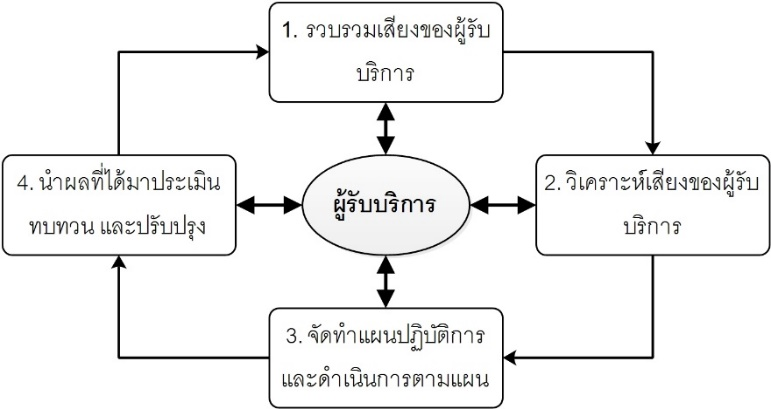 1. รวบรวมเสียงของผู้รับ
บริการ
4. นำผลที่ได้มาประเมิน
ทบทวน และปรับปรุง
ผู้รับบริการ
2. วิเคราะห์เสียงของผู้รับ
บริการ
3. จัดทำแผนปฏิบัติการ
และดำเนินการตามแผน